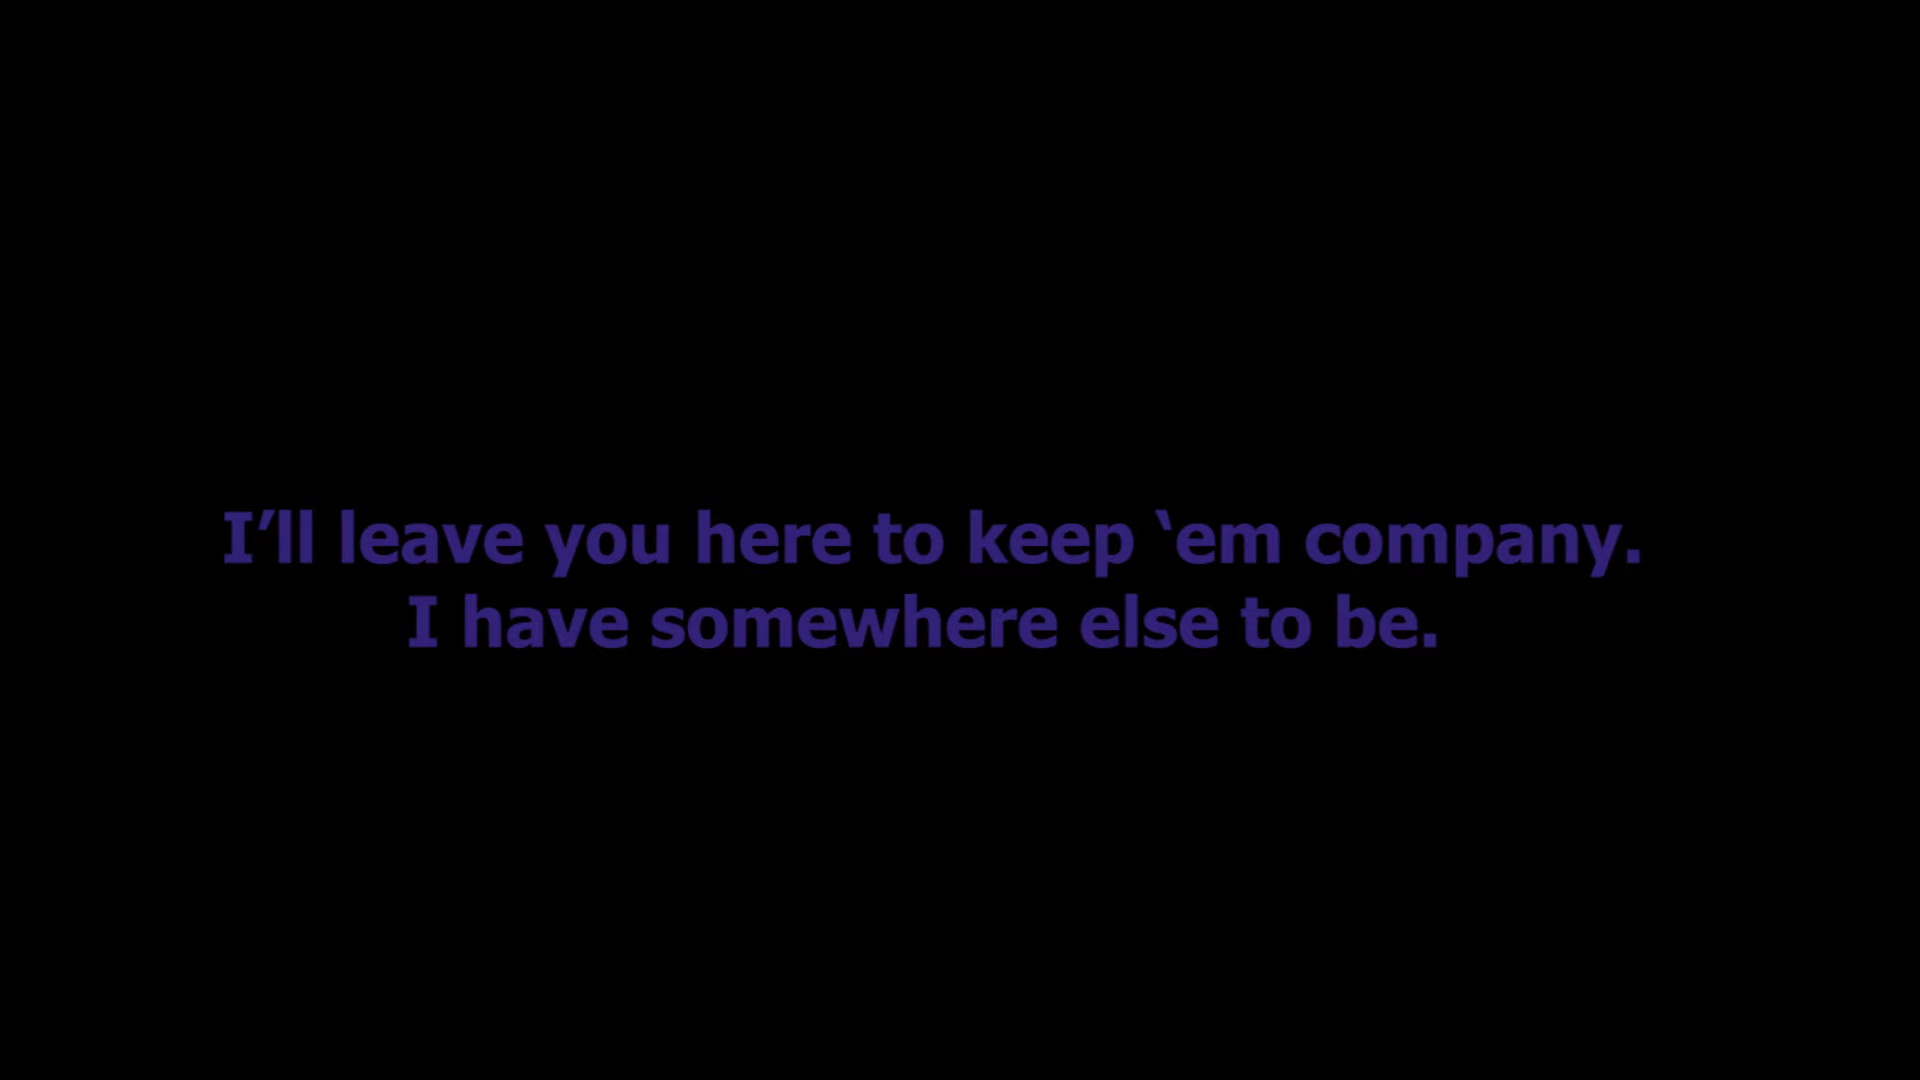 I’ll leave you here to keep ‘em company.
I have somewhere else to be.